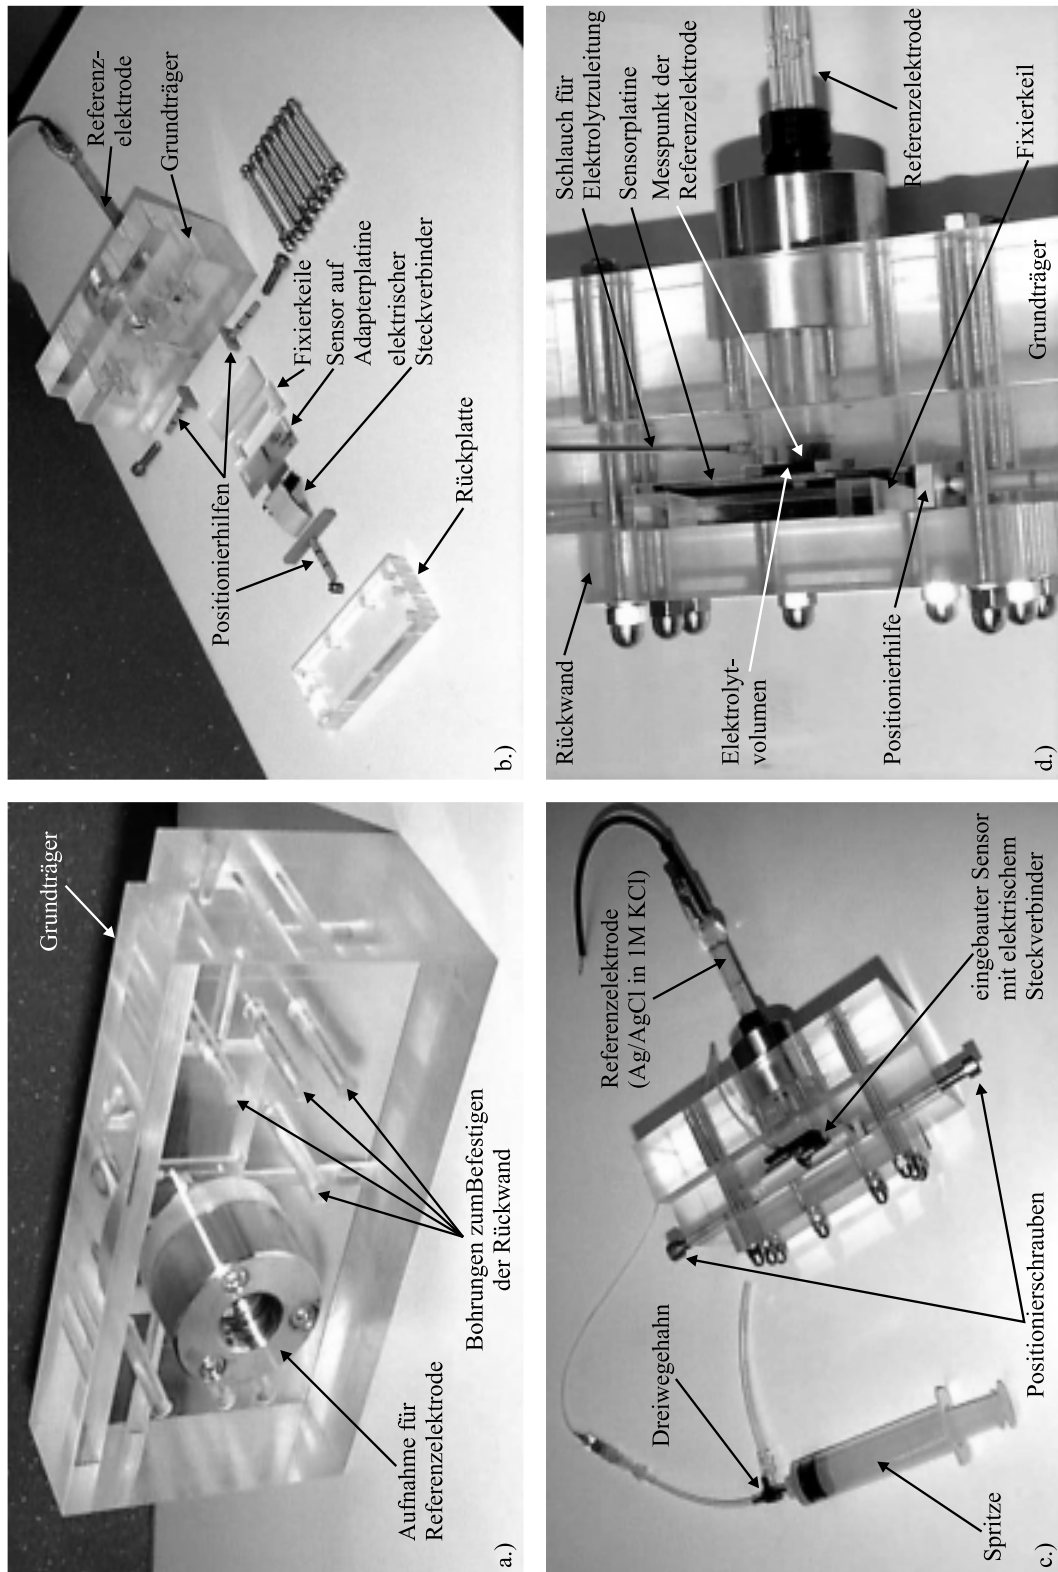 Grundträger
Aufnahme für
Referenzelektrode
Bohrungen zumBefestigen
der Rückwand
a.)
Referenz-
elektrode
Grundträger
Positionierhilfen
Fixierkeile
Sensor auf
Adapterplatine
elektrischer
Steckverbinder
Rückplatte
b.)
Dreiwegehahn
Referenzelektrode
(Ag/AgCl in 1M KCl)
Spritze
Positionierschrauben
eingebauter Sensor
mit elektrischem
Steckverbinder
c.)
Rückwand
Schlauch für
Elektrolytzuleitung
Sensorplatine
Messpunkt der
Referenzelektrode
Elektrolyt-
volumen
Positionierhilfe
Referenzelektrode
Fixierkeil
Grundträger
d.)